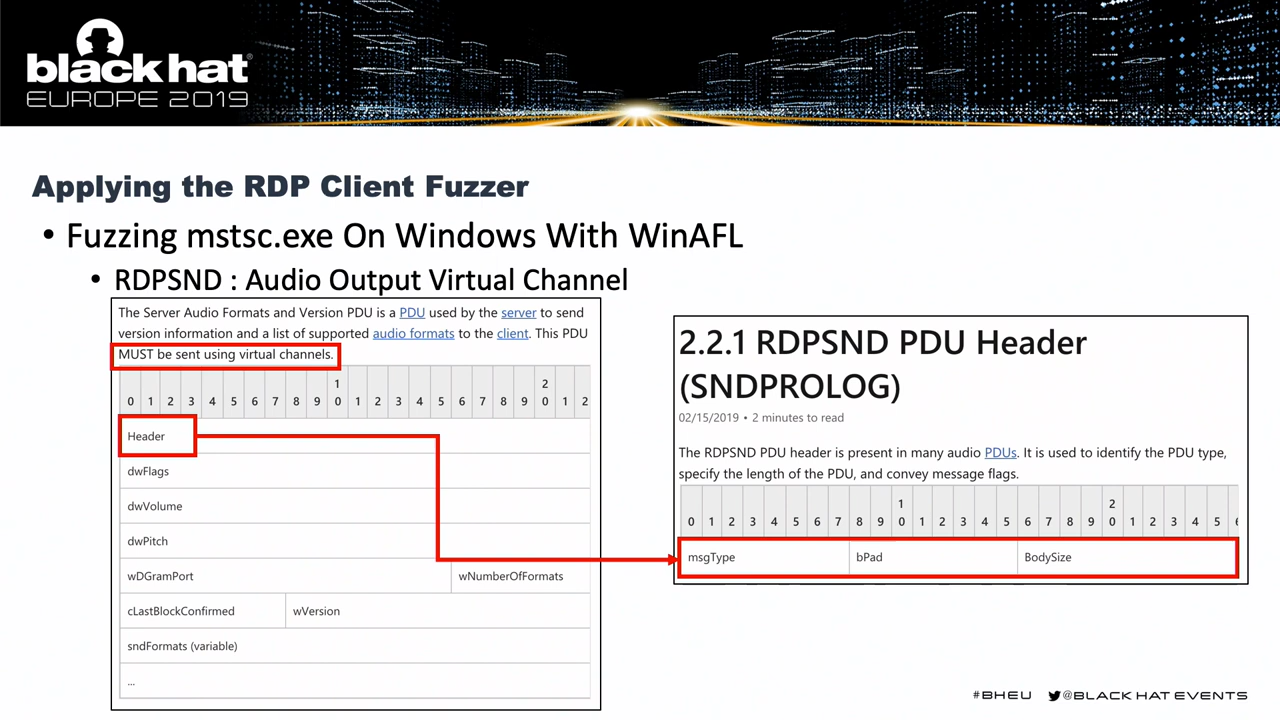 black hat®
EUROPE 2019
Applying the RDP Client Fuzzer
• Fuzzing mstsc.exe On Windows With WinAFL
• RDPSND : Audio Output Virtual Channel
The Server Audio Formats and Version PDU is a PDU used by the server to send
version information and a list of supported audio formats to the client. This PDU
MUST be sent using virtual channels.
1 2
0 1 2 3 4 5 6 7 8 9 0 1 2 3 4 5 6 7 8 9 0 1 2
Header
dwFlags
dwVolume
dwPitch
wDGramPort wNumberOfFormats
cLastBlockConfirmed wVersion
sndFormats (variable)
...
2.2.1 RDPSND PDU Header
(SNDPROLOG)
02/15/2019 • 2 minutes to read
The RDPSND PDU header is present in many audio PDUs. It is used to identify the PDU type,
specify the length of the PDU, and convey message flags.
1 2
0 1 2 3 4 5 6 7 8 9 0 1 2 3 4 5 6 7 8 9 0 1 2 3 4 5
msgType bPad BodySize
#BHEU @BLACK HAT EVENTS